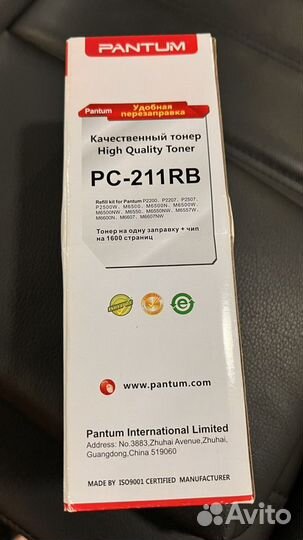 PANTUM
Pantum
Удобная
перезаправка
Качественный тонер
High Quality Toner
PC-211RB
Refill kit for Pantum P2200, P2207, P2507,
P2500W, M6500, M6500N, M6500W,
M6500NW, M6550, M6550NW, M6557W,
M6600N, M6607, M6607NW
Тонер на одну заправку + чип
на 1600 страниц
www.pantum.com
Pantum International Limited
Address: No.3883,Zhuhai Avenue,Zhuhai,
Guangdong,China 519060
MADE BY ISO9001 CERTIFIED MANUFACTURER
Avito